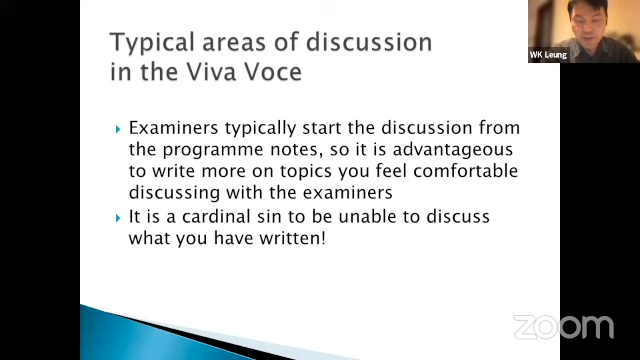 Typical areas of discussion
in the Viva Voce
WK Leung
Examiners typically start the discussion from
the programme notes, so it is advantageous
to write more on topics you feel comfortable
discussing with the examiners
It is a cardinal sin to be unable to discuss
what you have written!
zoom